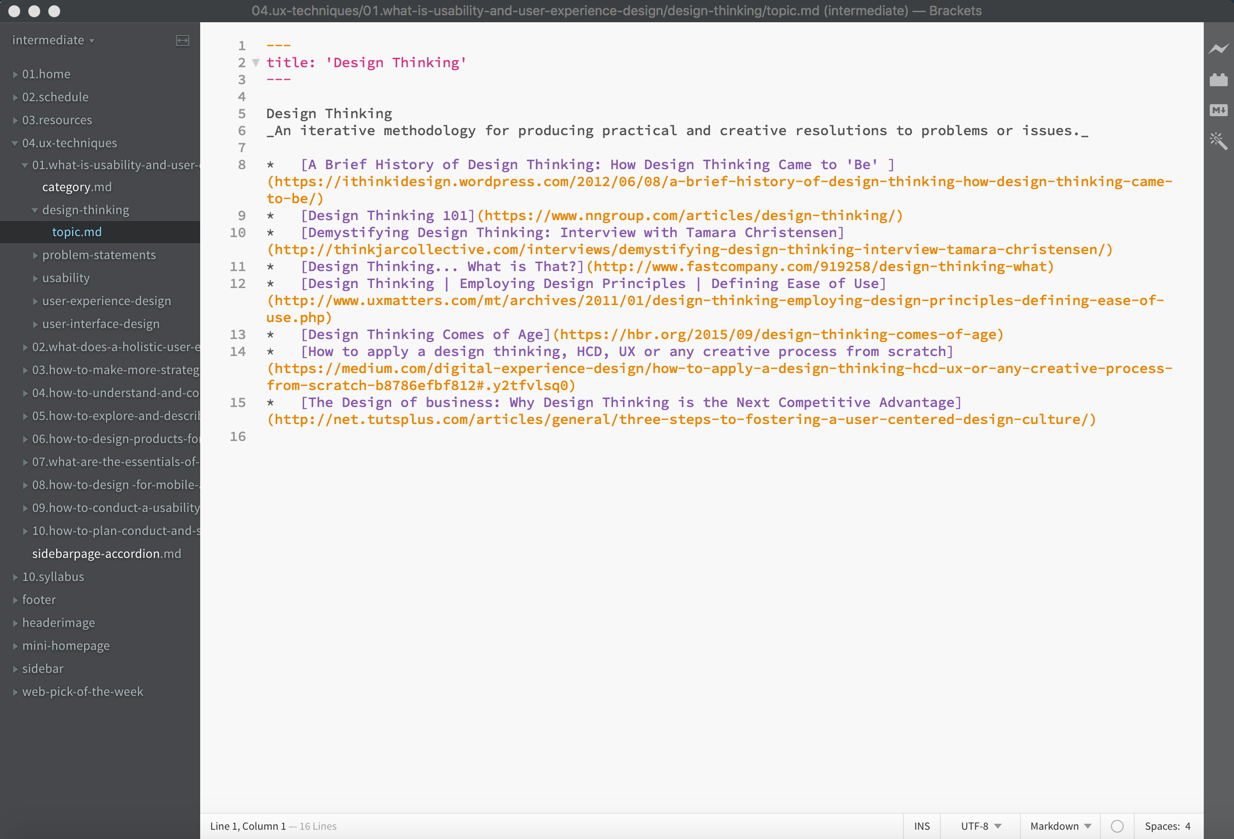 04.ux-techniques/01.what-is-usability-and-user-experience-design/design-thinking/topic.md (intermediate) — Brackets
intermediate
01.home
02.schedule
03.resources
04.ux-techniques
01.what-is-usability-and-user-
category.md
design-thinking
topic.md
problem-statements
usability
user-experience-design
user-interface-design
02.what-does-a-holistic-user-e
03.how-to-make-more-strateg
04.how-to-understand-and-co
05.how-to-explore-and-descri
06.how-to-design-products-fo
07.what-are-the-essentials-of-
08.how-to-design -for-mobile-
09.how-to-conduct-a-usability
10.how-to-plan-conduct-and-s
sidebarpage-accordion.md
10.syllabus
footer
headerimage
mini-homepage
sidebar
web-pick-of-the-week
1 ---
2 title: 'Design Thinking'
3 ---
4
5 Design Thinking
6 _An iterative methodology for producing practical and creative resolutions to problems or issues._
7
8 * [A Brief History of Design Thinking: How Design Thinking Came to 'Be' ]
(https://ithinkidesign.wordpress.com/2012/06/08/a-brief-history-of-design-thinking-how-design-thinking-came-
to-be/)
9 * [Design Thinking 101](https://www.nngroup.com/articles/design-thinking/)
10 * [Demystifying Design Thinking: Interview with Tamara Christensen]
(http://thinkjarcollective.com/interviews/demystifying-design-thinking-interview-tamara-christensen/)
11 * [Design Thinking... What is That?](http://www.fastcompany.com/919258/design-thinking-what)
12 * [Design Thinking | Employing Design Principles | Defining Ease of Use]
(http://www.uxmatters.com/mt/archives/2011/01/design-thinking-employing-design-principles-defining-ease-of-
use.php)
13 * [Design Thinking Comes of Age](https://hbr.org/2015/09/design-thinking-comes-of-age)
14 * [How to apply a design thinking, HCD, UX or any creative process from scratch]
(https://medium.com/digital-experience-design/how-to-apply-a-design-thinking-hcd-ux-or-any-creative-process-
from-scratch-b8786efbf812#.y2tfvlsq0)
15 * [The Design of business: Why Design Thinking is the Next Competitive Advantage]
(http://net.tutsplus.com/articles/general/three-steps-to-fostering-a-user-centered-design-culture/)
16
M↓
Line 1, Column 1 — 16 Lines
INS
UTF-8
Markdown
Spaces: 4